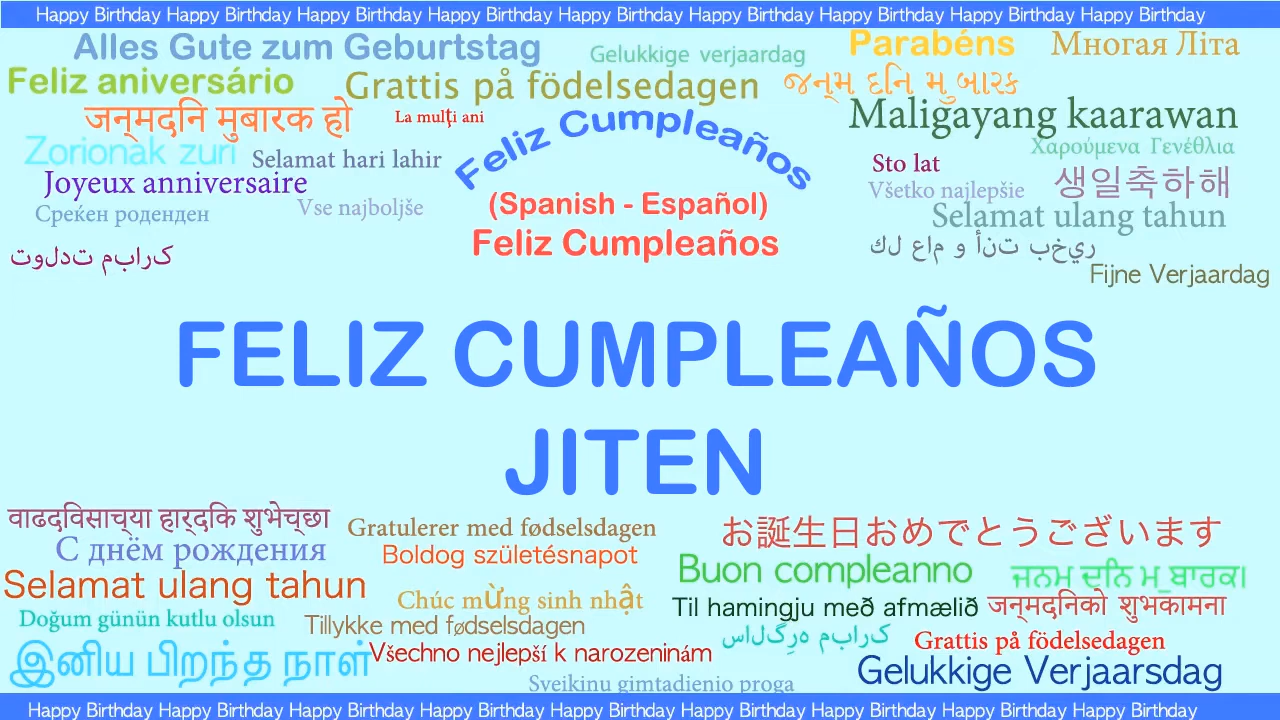 Happy Birthday Happy Birthday Happy Birthday Happy Birthday Happy Birthday Happy Birthday Happy Birthday Happy Birthday Happy Birthday
Alles Gute zum Geburtstag
Gelukkige verjaardag
Parabéns
Многая Літа
Feliz aniversário
Grattis på födelsedagen
જન્મ દિન મુબારક
जन्मदिन मुबारक हो
La mulţi ani
Feliz Cumpleaños
Maligayang kaarawan
Zorionak zuri
Selamat hari lahir
Sto lat
Χαρούμενα Γενέθλια
Joyeux anniversaire
(Spanish - Español)
Všetko najlepšie
생일축하해
Среќен роденден
Vse najboljše
Selamat ulang tahun
Feliz Cumpleaños
تولدت مبارک
كل عام و أنت بخير
Fijne Verjaardag
FELIZ CUMPLEAÑOS
JITEN
वाढदिवसाच्या हार्दिक शुभेच्छा
Gratulerer med fødselsdagen
お誕生日おめでとうございます
С днём рождения
Boldog születésnapot
Buon compleanno
ਜਨਮ ਦਿਨ ਮੁਬਾਰਕ।
Selamat ulang tahun
Chúc mừng sinh nhật
Til hamingju með afmælið
जन्मदिनको शुभकामना
Doğum günün kutlu olsun
Tillykke med fødselsdagen
سالگرہ مبارک
Grattis på födelsedagen
இனிய பிறந்த நாள்
Všechno nejlepší k narozeninám
Gelukkige Verjaarsdag
Sveikinu gimtadienio proga
Happy Birthday Happy Birthday Happy Birthday Happy Birthday Happy Birthday Happy Birthday Happy Birthday Happy Birthday Happy Birthday